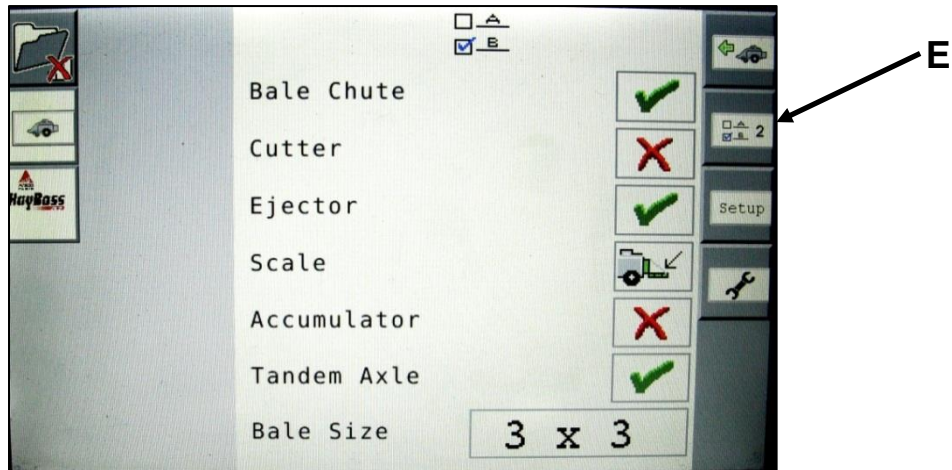 A
B
E
Bale Chute
A
B 2
Cutter
HayBoss
Ejector
Setup
Scale
Accumulator
Tandem Axle
Bale Size 3 x 3